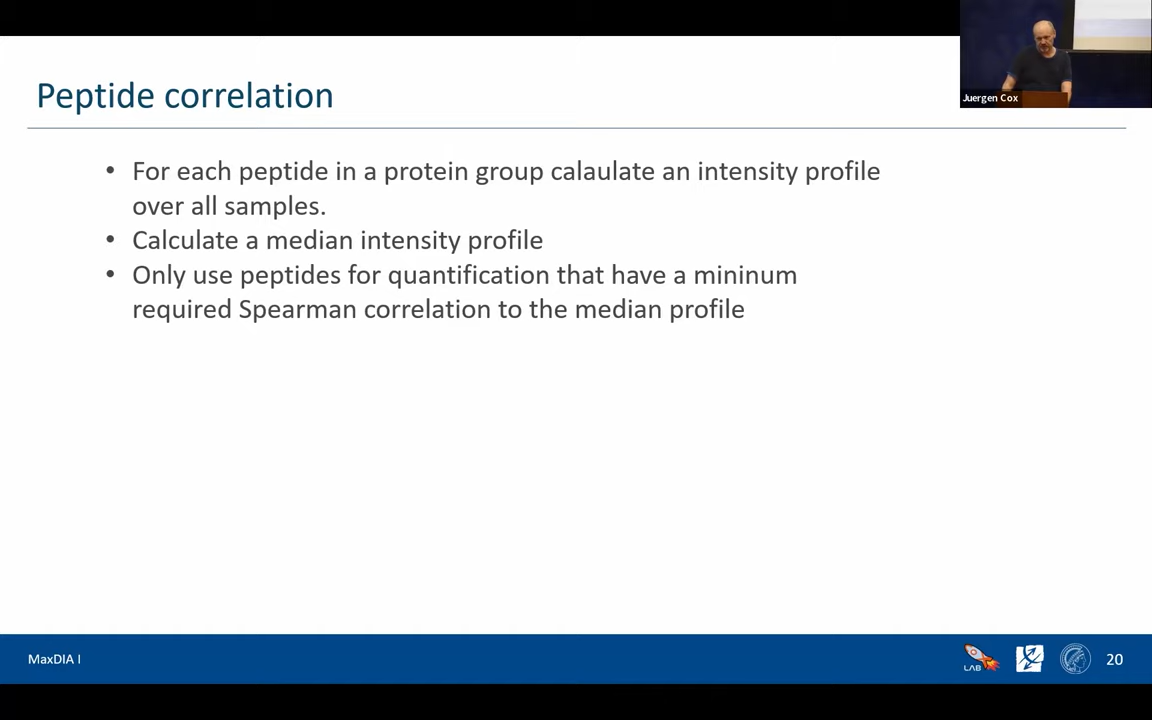 Peptide correlation
Juergen Cox
• For each peptide in a protein group calaulate an intensity profile
over all samples.
• Calculate a median intensity profile
• Only use peptides for quantification that have a mininum
required Spearman correlation to the median profile
MaxDIA I
LAB
20